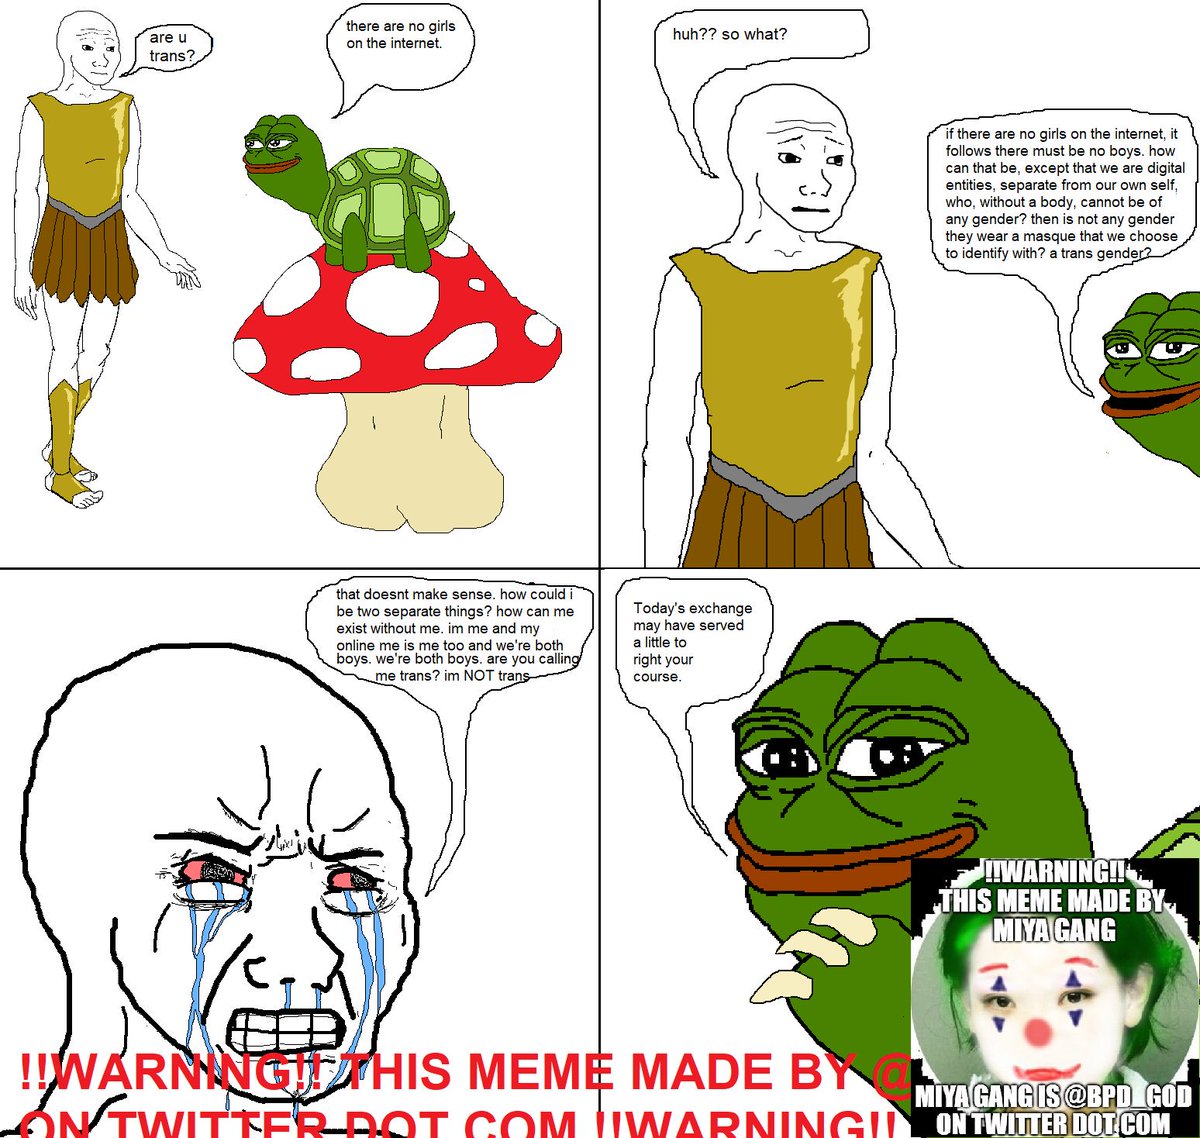 are u
trans?
there are no girls
on the internet.
huh?? so what?
if there are no girls on the internet, it
follows there must be no boys. how
can that be, except that we are digital
entities, separate from our own self,
who, without a body, cannot be of
any gender? then is not any gender
they wear a masque that we choose
to identify with? a trans gender?
that doesnt make sense. how could i
be two separate things? how can me
exist without me. im me and my
online me is me too and we're both
boys. we're both boys. are you calling
me trans? im NOT trans
Today's exchange
may have served
a little to
right your
course.
!!WARNING!! THIS MEME MADE BY @
ON TWITTER DOT COM !!WARNING!!
!!WARNING!!
THIS MEME MADE BY
MIYA GANG
MIYA GANG IS @BPD_GOD
ON TWITTER DOT COM